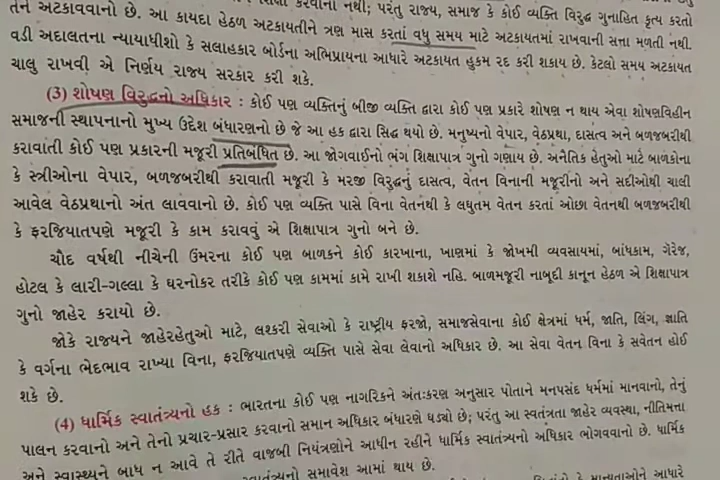 તેને અટકાવવાનો છે. આ કાયદા હેઠળ અટકાયતીને ત્રણ માસ કરતાં વધુ સમય માટે અટકાયતમાં રાખવાની સત્તા મળતી નથી.
કરવાનો નથી; પરંતુ રાજ્ય, સમાજ કે કોઈ વ્યક્તિ વિરુદ્ધ ગુનાહિત કૃત્ય કરતો
વડી અદાલતના ન્યાયાધીશો કે સલાહકાર બોર્ડના અભિપ્રાયના આધારે અટકાયત હુકમ રદ કરી શકાય છે. કેટલો સમય અટકાયત
ચાલુ રાખવી એ નિર્ણય રાજ્ય સરકાર કરી શકે.
(3) શોષણ વિરુદ્ધનો અધિકાર : કોઈ પણ વ્યક્તિનું બીજી વ્યક્તિ દ્વારા કોઈ પણ પ્રકારે શોષણ ન થાય એવા શોષણવિહીન
સમાજની સ્થાપનાનો મુખ્ય ઉદ્દેશ બંધારણનો છે જે આ હક દ્વારા સિદ્ધ થયો છે. મનુષ્યનો વેપાર, વેઠપ્રથા, દાસત્વ અને બળજબરીથી
કરાવાતી કોઈ પણ પ્રકારની મજૂરી પ્રતિબંધિત છે. આ જોગવાઈનો ભંગ શિક્ષાપાત્ર ગુનો ગણાય છે. અનૈતિક હેતુઓ માટે બાળકોના
કે સ્ત્રીઓના વેપાર, બળજબરીથી કરાવાતી મજૂરી કે મરજી વિરુદ્ધનું દાસત્વ, વેતન વિનાની મજૂરીનો અને સદીઓથી ચાલી
આવેલ વેઠપ્રથાનો અંત લાવવાનો છે. કોઈ પણ વ્યક્તિ પાસે વિના વેતનથી કે લઘુતમ વેતન કરતાં ઓછા વેતનથી બળજબરીથી
કે ફરજિયાતપણે મજૂરી કે કામ કરાવવું એ શિક્ષાપાત્ર ગુનો બને છે.
ચૌદ વર્ષથી નીચેની ઉંમરના કોઈ પણ બાળકને કોઈ કારખાના, ખાણમાં કે જોખમી વ્યવસાયમાં, બાંધકામ, ગૅરેજ,
હોટલ કે લારી-ગલ્લા કે ઘરનોકર તરીકે કોઈ પણ કામમાં કામે રાખી શકાશે નહિ. બાળમજૂરી નાબૂદી કાનૂન હેઠળ એ શિક્ષાપાત્ર
ગુનો જાહેર કરાયો છે.
જોકે રાજ્યને જાહેરહેતુઓ માટે, લશ્કરી સેવાઓ કે રાષ્ટ્રીય ફરજો, સમાજસેવાના કોઈ ક્ષેત્રમાં ધર્મ, જાતિ, લિંગ, જ્ઞાતિ
કે વર્ગના ભેદભાવ રાખ્યા વિના, ફરજિયાતપણે વ્યક્તિ પાસે સેવા લેવાનો અધિકાર છે. આ સેવા વેતન વિના કે સવેતન હોઈ
શકે છે.
(4) ધાર્મિક સ્વાતંત્ર્યનો હક : ભારતના કોઈ પણ નાગરિકને અંતઃકરણ અનુસાર પોતાને મનપસંદ ધર્મમાં માનવાનો, તેનું
પાલન કરવાનો અને તેનો પ્રચાર-પ્રસાર કરવાનો સમાન અધિકાર બંધારણે ઘડ્યો છે; પરંતુ આ સ્વતંત્રતા જાહેર વ્યવસ્થા, નીતિમત્તા
અને સ્વાસ્થ્યને બાધ ન આવે તે રીતે વાજબી નિયંત્રણોને આધીન રહીને ધાર્મિક સ્વાતંત્ર્યનો અધિકાર ભોગવવાનો છે. ધાર્મિક
સ્વાતંત્ર્યનો સમાવેશ આમાં થાય છે.
કે માન્યતાઓને આધારે